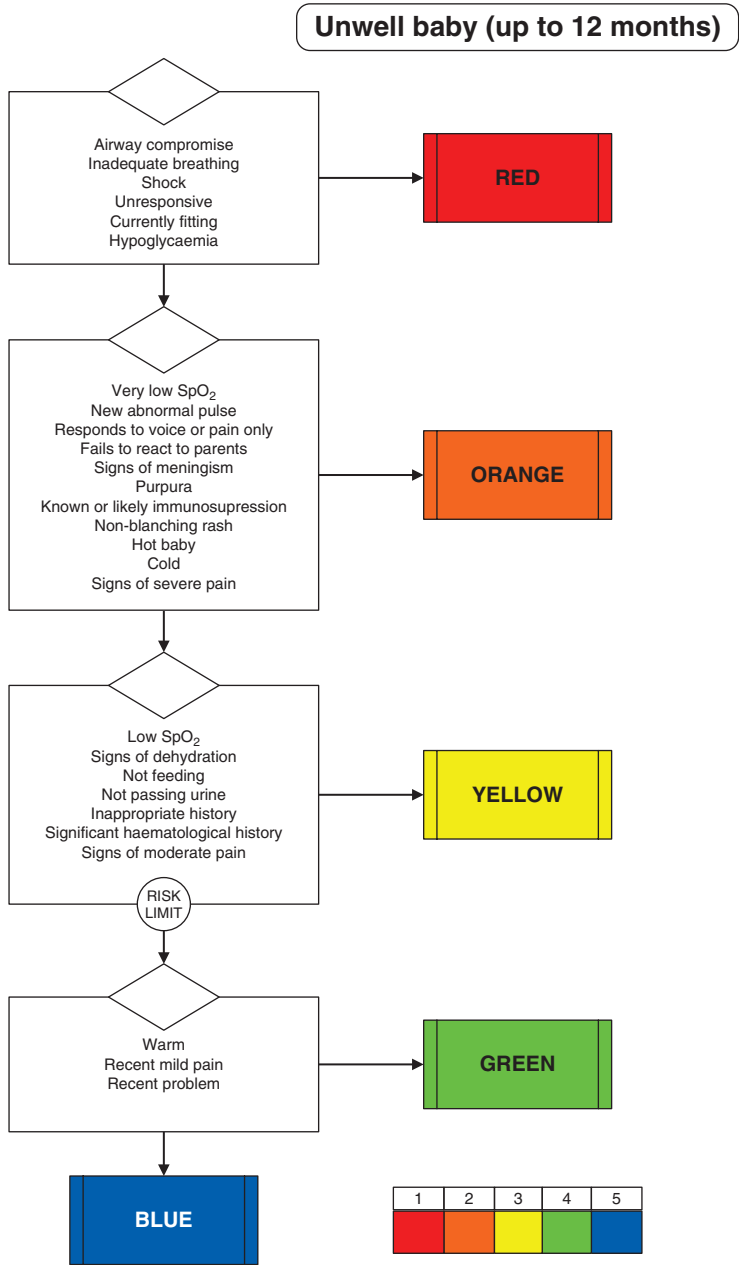 Unwell baby (up to 12 months)
Airway compromise
Inadequate breathing
Shock
Unresponsive
Currently fitting
Hypoglycaemia
RED
Very low SpO₂
New abnormal pulse
Responds to voice or pain only
Fails to react to parents
Signs of meningism
Purpura
Known or likely immunosupression
Non-blanching rash
Hot baby
Cold
Signs of severe pain
ORANGE
Low SpO₂
Signs of dehydration
Not feeding
Not passing urine
Inappropriate history
Significant haematological history
Signs of moderate pain
YELLOW
RISK
LIMIT
Warm
Recent mild pain
Recent problem
GREEN
BLUE
1 2 3 4 5